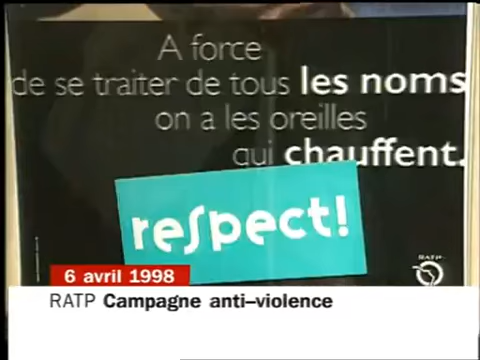 A force
de se traiter de tous les noms
on a les oreilles
qui chauffent.
respect!
RATP
6 avril 1998
RATP Campagne anti-violence